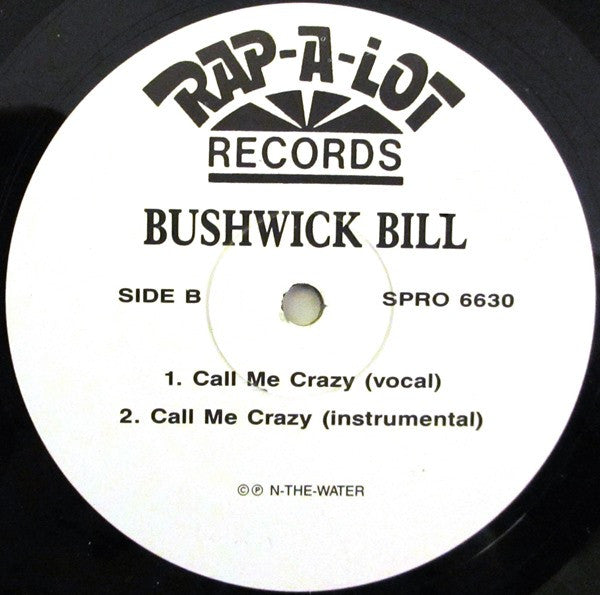 RAP-A-LOT
RECORDS
BUSHWICK BILL
SIDE B SPRO 6630
1. Call Me Crazy (vocal)
2. Call Me Crazy (instrumental)
©℗ N-THE-WATER